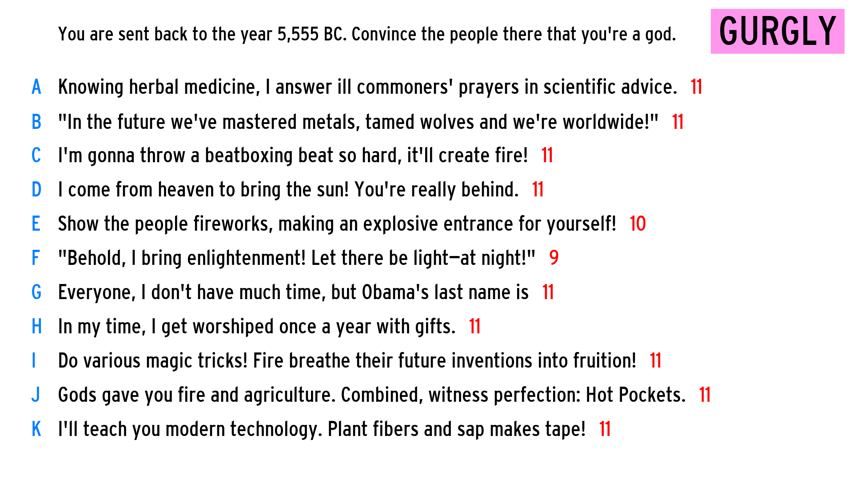 You are sent back to the year 5,555 BC. Convince the people there that you're a god.
GURGLY
A Knowing herbal medicine, I answer ill commoners' prayers in scientific advice. 11
B "In the future we've mastered metals, tamed wolves and we're worldwide!" 11
C I'm gonna throw a beatboxing beat so hard, it'll create fire! 11
D I come from heaven to bring the sun! You're really behind. 11
E Show the people fireworks, making an explosive entrance for yourself! 10
F "Behold, I bring enlightenment! Let there be light—at night!" 9
G Everyone, I don't have much time, but Obama's last name is 11
H In my time, I get worshiped once a year with gifts. 11
I Do various magic tricks! Fire breathe their future inventions into fruition! 11
J Gods gave you fire and agriculture. Combined, witness perfection: Hot Pockets. 11
K I'll teach you modern technology. Plant fibers and sap makes tape! 11